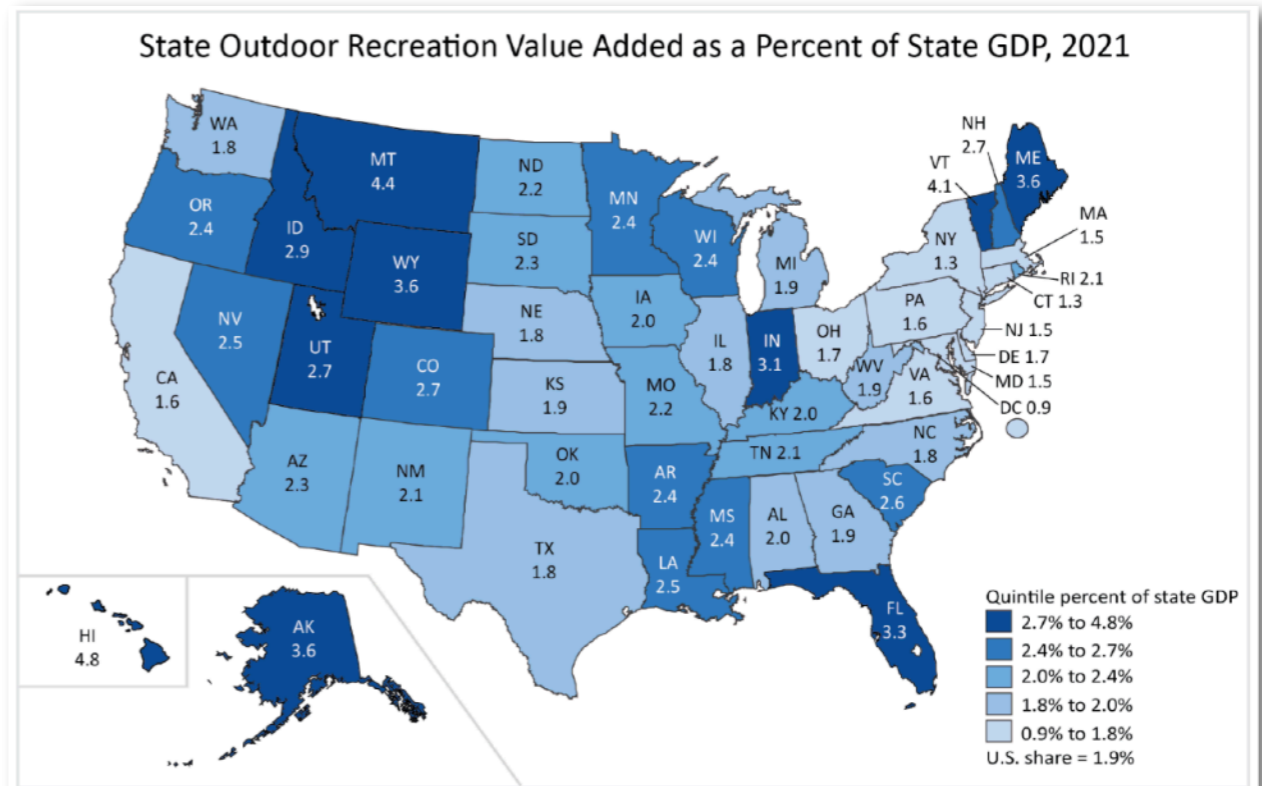 State Outdoor Recreation Value Added as a Percent of State GDP, 2021
WA
1.8
OR
2.4
CA
1.6
NV
2.5
ID
2.9
MT
4.4
WY
3.6
UT
2.7
CO
2.7
AZ
2.3
NM
2.1
ND
2.2
SD
2.3
NE
1.8
KS
1.9
OK
2.0
TX
1.8
MN
2.4
IA
2.0
MO
2.2
AR
2.4
LA
2.5
WI
2.4
IL
1.8
MI
1.9
IN
3.1
OH
1.7
KY 2.0
TN 2.1
MS
2.4
AL
2.0
GA
1.9
FL
3.3
SC
2.6
NC
1.8
VA
1.6
WV
1.9
PA
1.6
NY
1.3
VT
4.1
NH
2.7
ME
3.6
MA
1.5
RI 2.1
CT 1.3
NJ 1.5
DE 1.7
MD 1.5
DC 0.9
HI
4.8
AK
3.6
Quintile percent of state GDP
2.7% to 4.8%
2.4% to 2.7%
2.0% to 2.4%
1.8% to 2.0%
0.9% to 1.8%
U.S. share = 1.9%